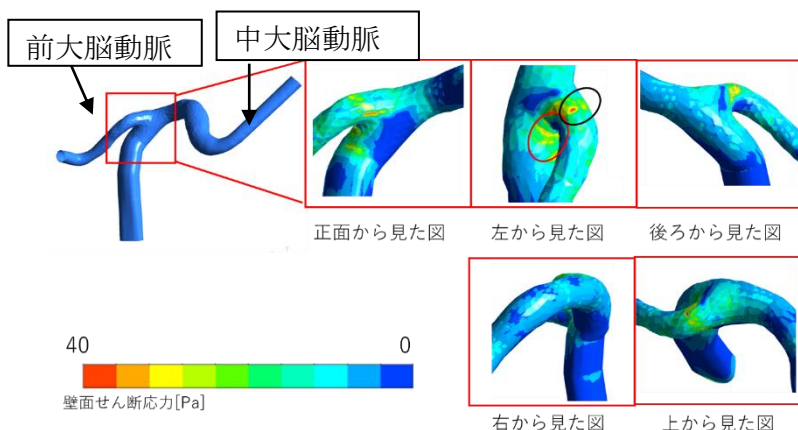 前大脳動脈
中大脳動脈
正面から見た図
左から見た図
後ろから見た図
40
0
壁面せん断応力[Pa]
右から見た図
上から見た図